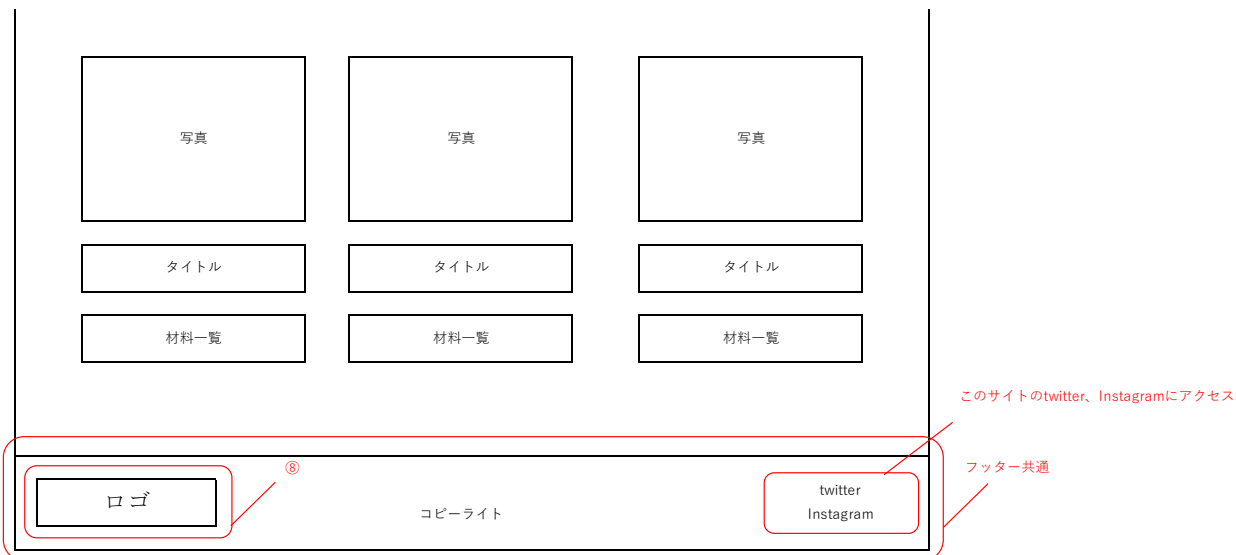 写真
写真
写真
タイトル
タイトル
タイトル
材料一覧
材料一覧
材料一覧
このサイトのtwitter、Instagramにアクセス
⑧
フッター共通
ロゴ
コピーライト
twitter
Instagram